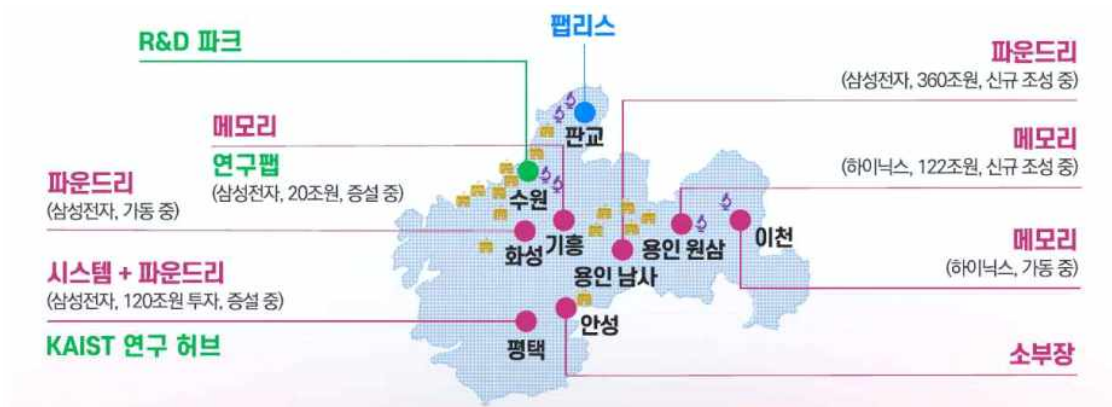 팹리스
R&D 파크
파운드리
(삼성전자, 360조원, 신규 조성 중)
메모리
연구팹
(삼성전자, 20조원, 증설 중)
메모리
(하이닉스, 122조원, 신규 조성 중)
파운드리
(삼성전자, 가동 중)
메모리
(하이닉스, 가동 중)
시스템 + 파운드리
(삼성전자, 120조원 투자, 증설 중)
KAIST 연구 허브
소부장
판교
수원
화성
기흥
용인 남사
용인 원삼
이천
안성
평택